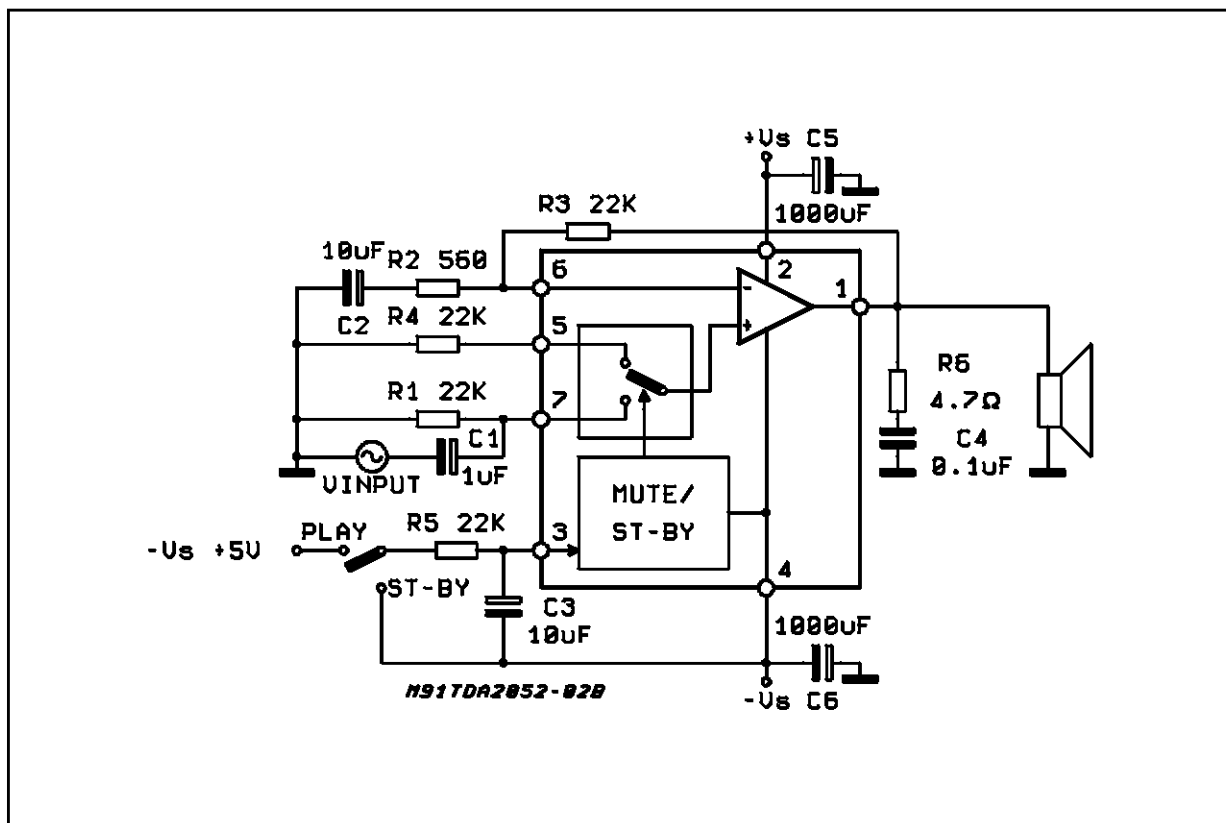 +Vs C5
1000uF
R3 22K
10uF
R2 560
C2
R4 22K
R1 22K
C1
1uF
VINPUT
6
5
7
2
1
-
+
R6
4.7Ω
C4
0.1uF
MUTE/
ST-BY
PLAY
R5 22K
3
-Vs +5V
ST-BY
C3
10uF
4
1000uF
-Vs C6
M91TDA2052-02B